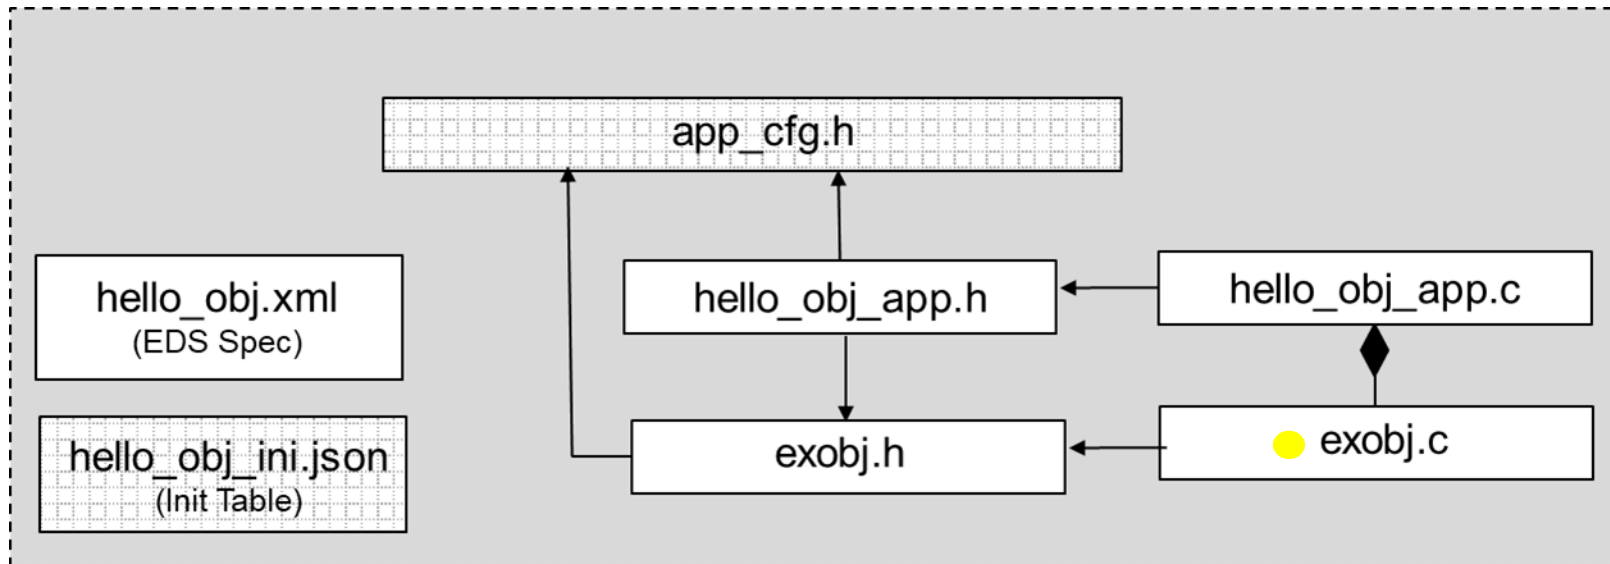 app_cfg.h
hello_obj.xml
(EDS Spec)
hello_obj_app.h
hello_obj_app.c
hello_obj_ini.json
(Init Table)
exobj.h
exobj.c